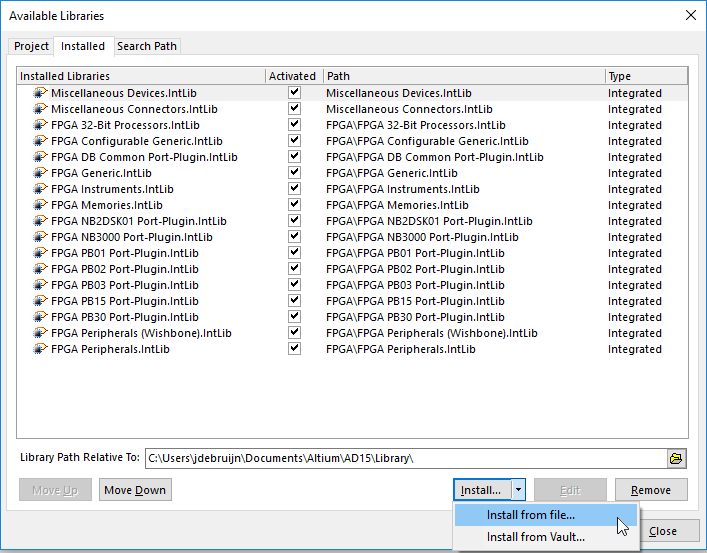 Available Libraries
Project Installed Search Path
Installed Libraries Activated Path Type
Miscellaneous Devices.IntLib Miscellaneous Devices.IntLib Integrated
Miscellaneous Connectors.IntLib Miscellaneous Connectors.IntLib Integrated
FPGA 32-Bit Processors.IntLib FPGA\FPGA 32-Bit Processors.IntLib Integrated
FPGA Configurable Generic.IntLib FPGA\FPGA Configurable Generic.IntLib Integrated
FPGA DB Common Port-Plugin.IntLib FPGA\FPGA DB Common Port-Plugin.IntLib Integrated
FPGA Generic.IntLib FPGA\FPGA Generic.IntLib Integrated
FPGA Instruments.IntLib FPGA\FPGA Instruments.IntLib Integrated
FPGA Memories.IntLib FPGA\FPGA Memories.IntLib Integrated
FPGA NB2DSK01 Port-Plugin.IntLib FPGA\FPGA NB2DSK01 Port-Plugin.IntLib Integrated
FPGA NB3000 Port-Plugin.IntLib FPGA\FPGA NB3000 Port-Plugin.IntLib Integrated
FPGA PB01 Port-Plugin.IntLib FPGA\FPGA PB01 Port-Plugin.IntLib Integrated
FPGA PB02 Port-Plugin.IntLib FPGA\FPGA PB02 Port-Plugin.IntLib Integrated
FPGA PB03 Port-Plugin.IntLib FPGA\FPGA PB03 Port-Plugin.IntLib Integrated
FPGA PB15 Port-Plugin.IntLib FPGA\FPGA PB15 Port-Plugin.IntLib Integrated
FPGA PB30 Port-Plugin.IntLib FPGA\FPGA PB30 Port-Plugin.IntLib Integrated
FPGA Peripherals (Wishbone).IntLib FPGA\FPGA Peripherals (Wishbone).IntLib Integrated
FPGA Peripherals.IntLib FPGA\FPGA Peripherals.IntLib Integrated
Library Path Relative To: C:\Users\jdebruijn\Documents\Altium\AD15\Library\
Move Up Move Down Install... Edit Remove
Install from file...
Close
Install from Vault...